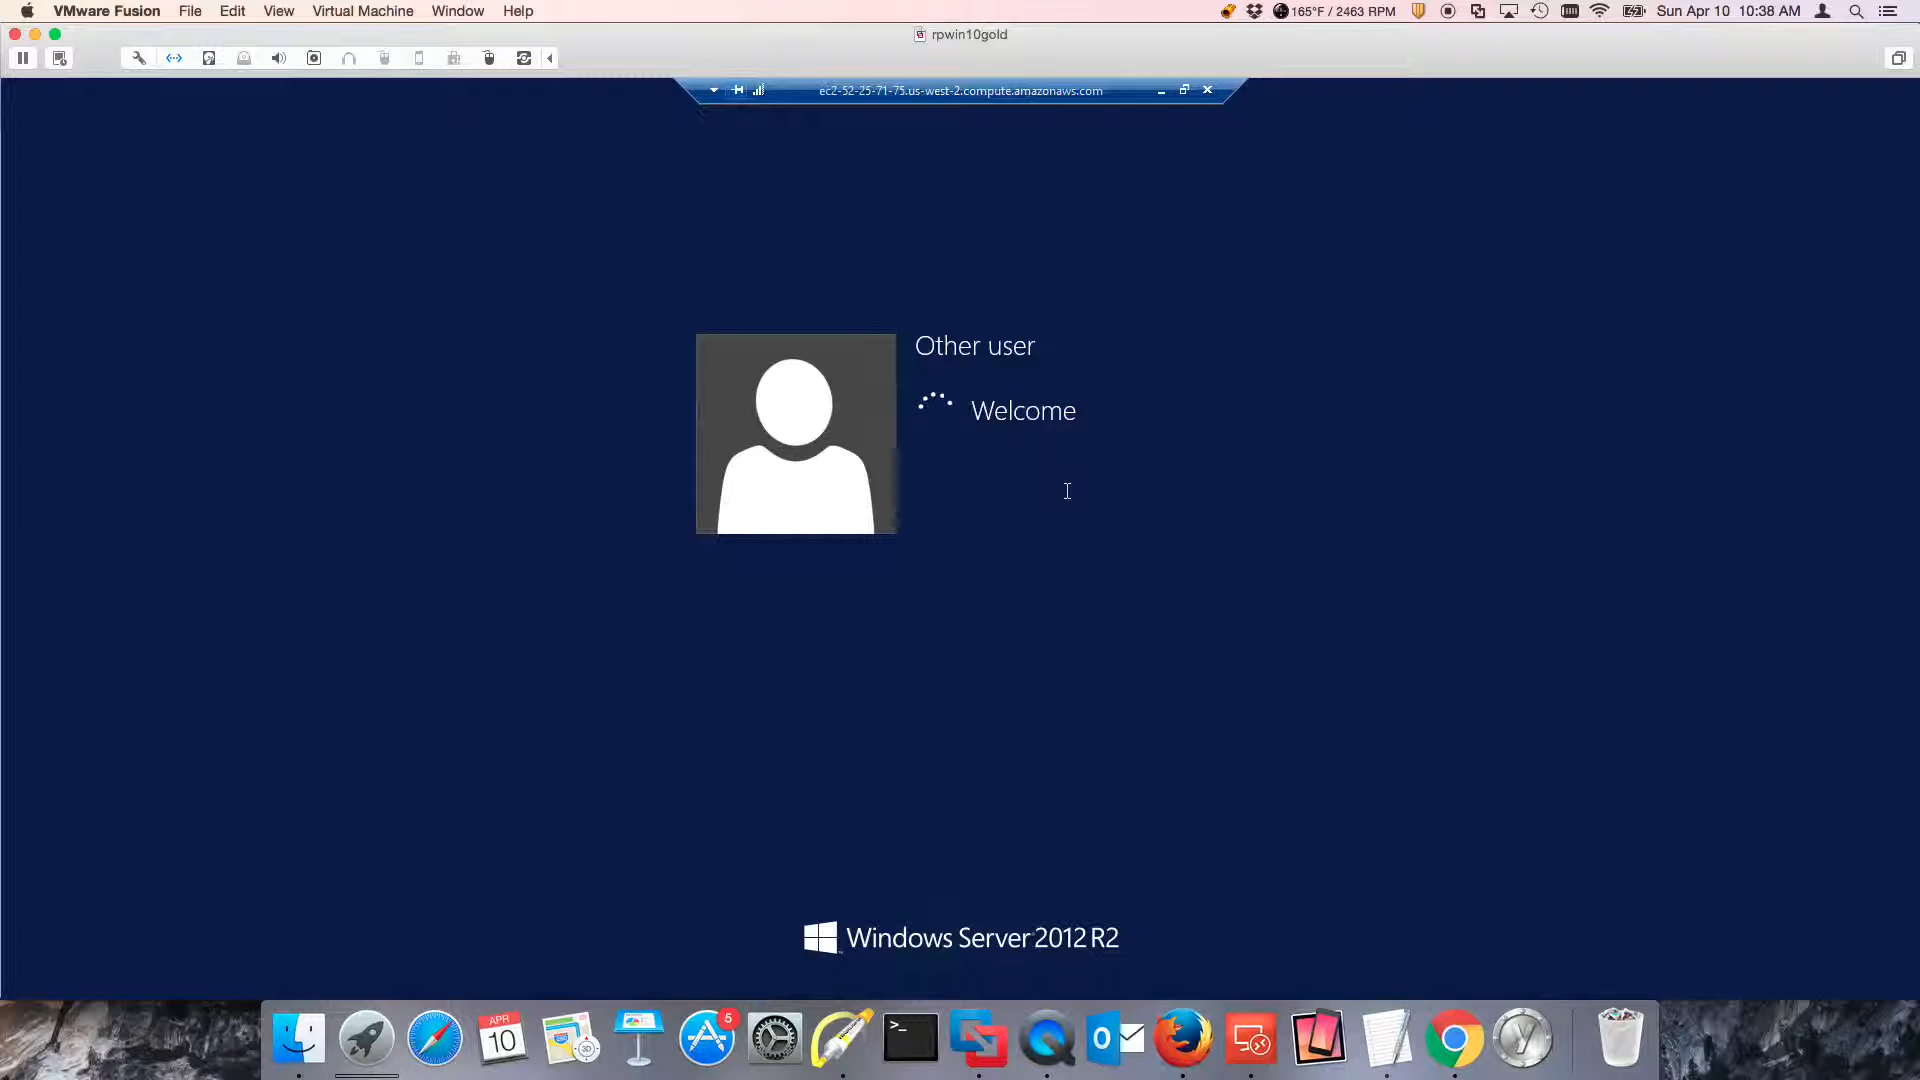 VMware Fusion File Edit View Virtual Machine Window Help 165°F / 2463 RPM Sun Apr 10 10:38 AM
rpwin10gold
ec2-52-25-71-75.us-west-2.compute.amazonaws.com
Other user
Welcome
Windows Server 2012 R2
APR
10
3D
5
>_
O
y